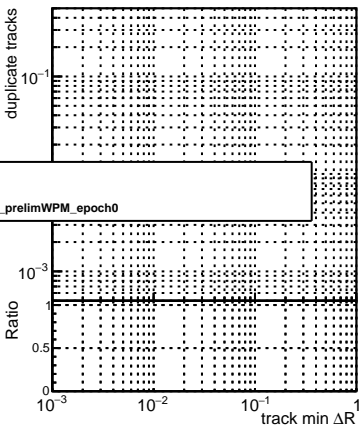 duplicate tracks
10⁻¹
_prelimWPM_epoch0
10⁻³
Ratio
1
0.5
0
10⁻³ 10⁻² 10⁻¹ 1
track min ΔR